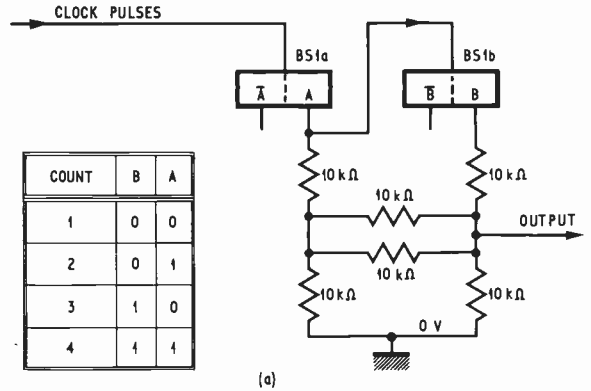 CLOCK PULSES
BS1a
BS1b
A̅ A
B̅ B
10 kΩ
10 kΩ
10 kΩ
OUTPUT
10 kΩ
10 kΩ
10 kΩ
0 V
COUNT B A
1 0 0
2 0 1
3 1 0
4 1 1
(a)